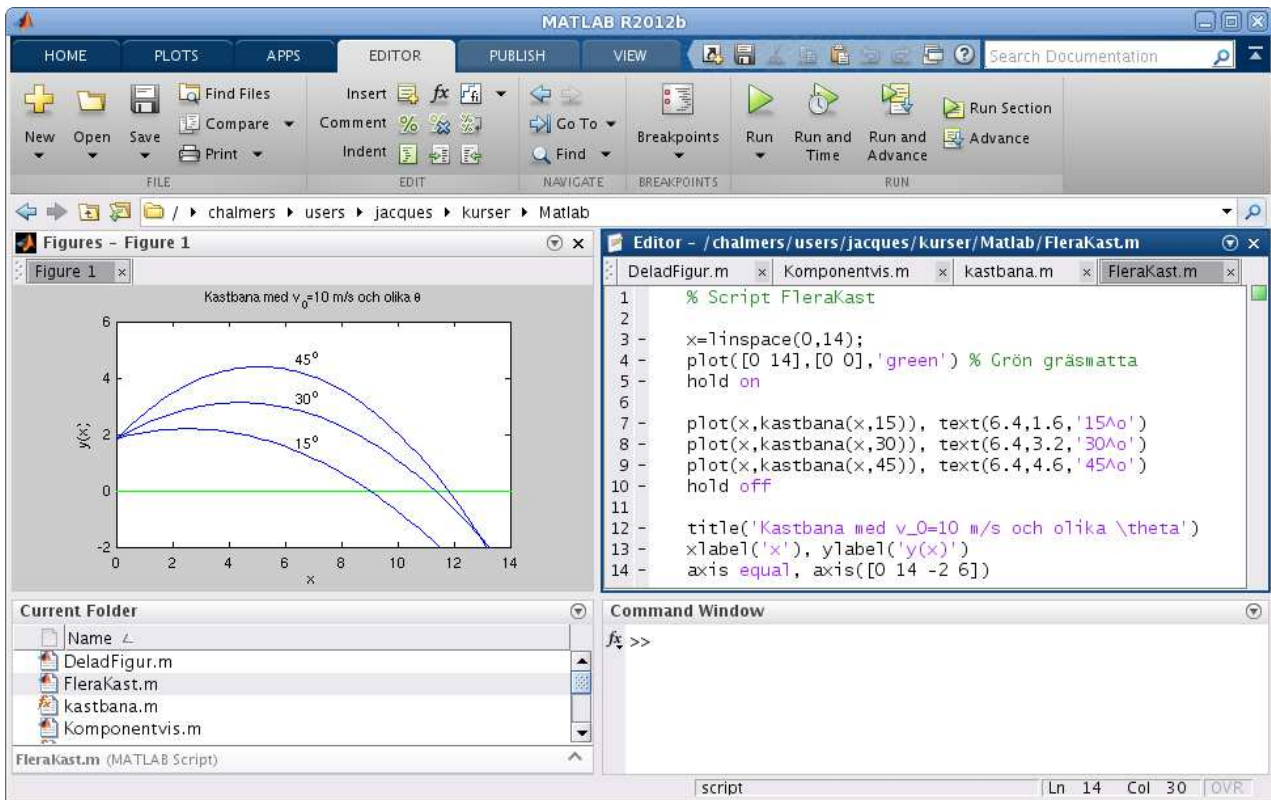 MATLAB R2012b
HOME PLOTS APPS EDITOR PUBLISH VIEW Search Documentation
New Open Save
Find Files
Compare
Print
FILE
Insert fx
Comment
Indent
EDIT
Go To
Find
NAVIGATE
Breakpoints
BREAKPOINTS
Run Run and Time Run and Advance
Run Section
Advance
RUN
/ chalmers users jacques kurser Matlab
Figures - Figure 1
Figure 1
Kastbana med v0=10 m/s och olika θ
y(x)
6
4
2
0
-2
45o
30o
15o
0 2 4 6 8 10 12 14
x
Editor - /chalmers/users/jacques/kurser/Matlab/FleraKast.m
DeladFigur.m Komponentvis.m kastbana.m FleraKast.m
1 % Script FleraKast
2
3 - x=linspace(0,14);
4 - plot([0 14],[0 0],'green') % Grön gräsmatta
5 - hold on
6
7 - plot(x,kastbana(x,15)), text(6.4,1.6,'15^o')
8 - plot(x,kastbana(x,30)), text(6.4,3.2,'30^o')
9 - plot(x,kastbana(x,45)), text(6.4,4.6,'45^o')
10 - hold off
11
12 - title('Kastbana med v_0=10 m/s och olika \theta')
13 - xlabel('x'), ylabel('y(x)')
14 - axis equal, axis([0 14 -2 6])
Current Folder
Name
DeladFigur.m
FleraKast.m
kastbana.m
Komponentvis.m
FleraKast.m (MATLAB Script)
Command Window
fx >>
script Ln 14 Col 30 OVR